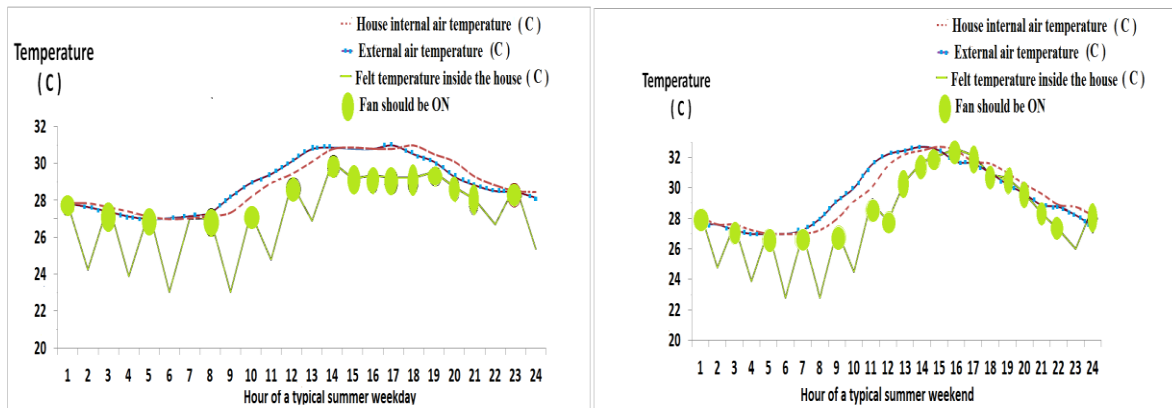 House internal air temperature (C)
External air temperature (C)
Felt temperature inside the house (C)
Fan should be ON
Temperature
(C)
32
30
28
26
24
22
20
1 2 3 4 5 6 7 8 9 10 11 12 13 14 15 16 17 18 19 20 21 22 23 24
Hour of a typical summer weekday
House internal air temperature (C)
External air temperature (C)
Felt temperature inside the house (C)
Fan should be ON
Temperature
(C)
32
30
28
26
24
22
20
1 2 3 4 5 6 7 8 9 10 11 12 13 14 15 16 17 18 19 20 21 22 23 24
Hour of a typical summer weekend